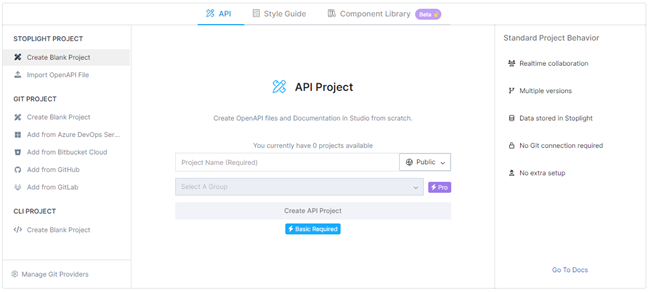 API
Style Guide
Component Library
Beta
STOPLIGHT PROJECT
Create Blank Project
Import OpenAPI File
GIT PROJECT
Create Blank Project
Add from Azure DevOps Ser...
Add from Bitbucket Cloud
Add from GitHub
Add from GitLab
CLI PROJECT
Create Blank Project
Manage Git Providers
API Project
Create OpenAPI files and Documentation in Studio from scratch.
You currently have 0 projects available
Project Name (Required)
Public
Select A Group
Pro
Create API Project
Basic Required
Standard Project Behavior
Realtime collaboration
Multiple versions
Data stored in Stoplight
No Git connection required
No extra setup
Go To Docs